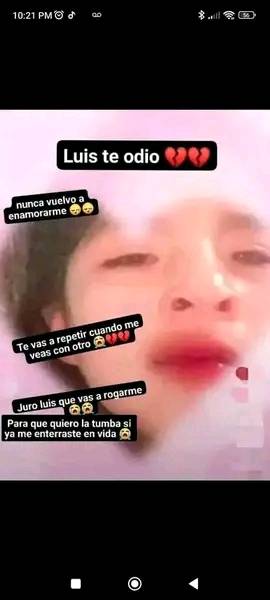 10:21 PM
56
Luis te odio 💔💔
nunca vuelvo a
enamorarme 😞😞
Te vas a repetir cuando me
veas con otro 😭💔💔
Juro luis que vas a rogarme
😭😭
Para que quiero la tumba si
ya me enterraste en vida 😭